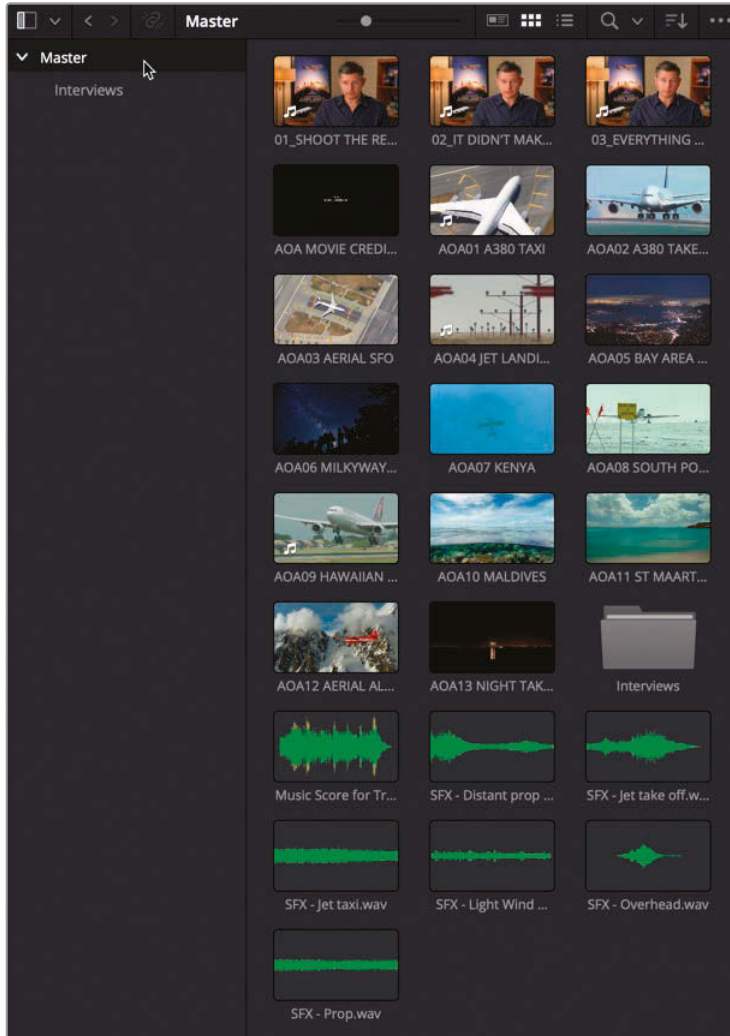 Master
Master
Interviews
01_SHOOT THE RE...
02_IT DIDN'T MAK...
03_EVERYTHING ...
AOA MOVIE CREDI...
AOA01 A380 TAXI
AOA02 A380 TAKE...
AOA03 AERIAL SFO
AOA04 JET LANDI...
AOA05 BAY AREA ...
AOA06 MILKYWAY...
AOA07 KENYA
AOA08 SOUTH PO...
AOA09 HAWAIIAN ...
AOA10 MALDIVES
AOA11 ST MAART...
AOA12 AERIAL AL...
AOA13 NIGHT TAK...
Interviews
Music Score for Tr...
SFX - Distant prop ...
SFX - Jet take off.w...
SFX - Jet taxi.wav
SFX - Light Wind ...
SFX - Overhead.wav
SFX - Prop.wav